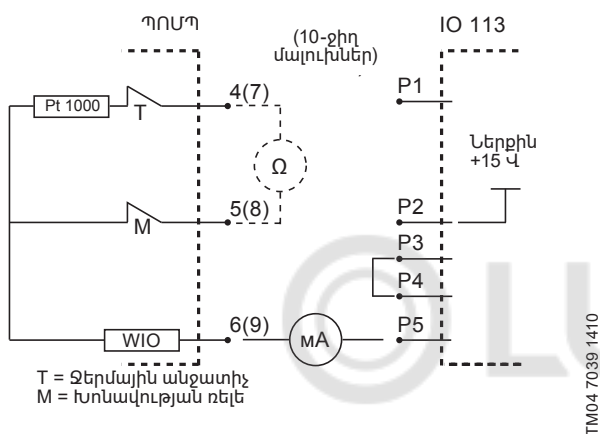 ՊՈՄՊ
(10-ջիղ
մալուխներ)
IO 113
4(7)
P1
Pt 1000
T
Ω
Ներքին
+15 Վ
5(8)
P2
M
P3
P4
6(9)
P5
WIO
мА
T = Ջերմային անջատիչ
M = Խոնավության ռելե
TM04 7039 1410